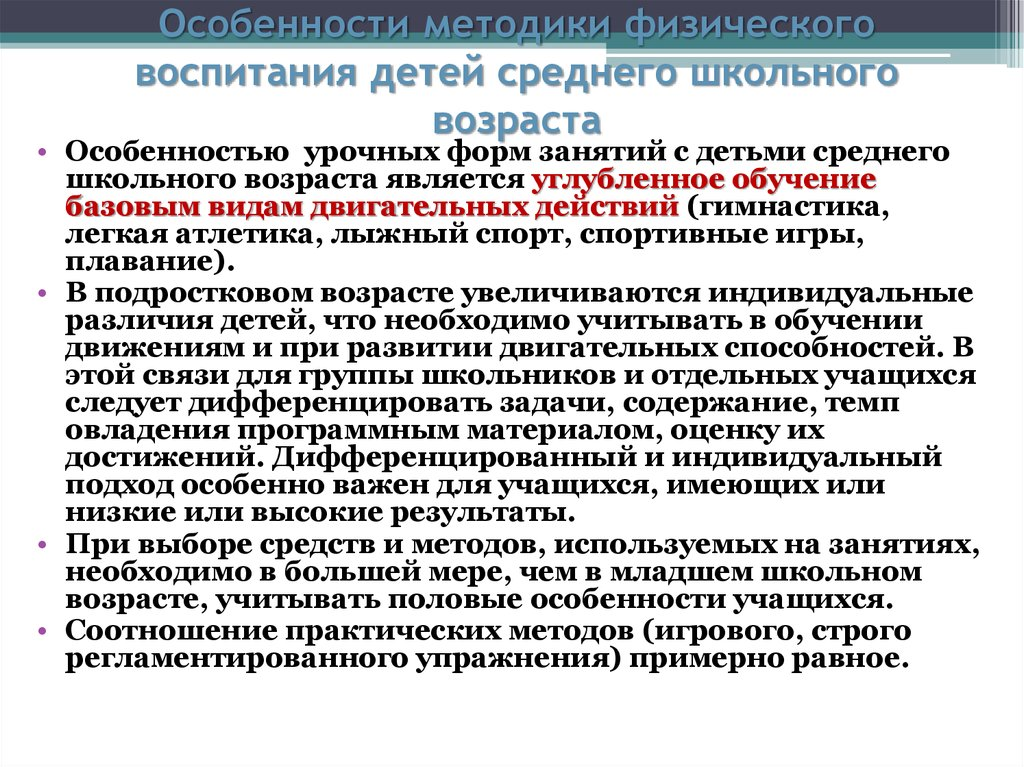 Особенности методики физического
воспитания детей среднего школьного
возраста
• Особенностью урочных форм занятий с детьми среднего
школьного возраста является углубленное обучение
базовым видам двигательных действий (гимнастика,
легкая атлетика, лыжный спорт, спортивные игры,
плавание).
• В подростковом возрасте увеличиваются индивидуальные
различия детей, что необходимо учитывать в обучении
движениям и при развитии двигательных способностей. В
этой связи для группы школьников и отдельных учащихся
следует дифференцировать задачи, содержание, темп
овладения программным материалом, оценку их
достижений. Дифференцированный и индивидуальный
подход особенно важен для учащихся, имеющих или
низкие или высокие результаты.
• При выборе средств и методов, используемых на занятиях,
необходимо в большей мере, чем в младшем школьном
возрасте, учитывать половые особенности учащихся.
• Соотношение практических методов (игрового, строго
регламентированного упражнения) примерно равное.